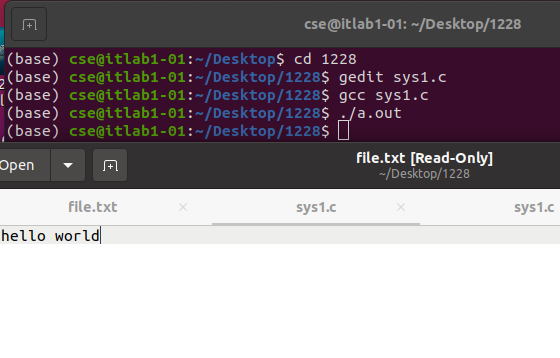 cse@itlab1-01: ~/Desktop/1228
(base) cse@itlab1-01:~/Desktop$ cd 1228
(base) cse@itlab1-01:~/Desktop/1228$ gedit sys1.c
(base) cse@itlab1-01:~/Desktop/1228$ gcc sys1.c
(base) cse@itlab1-01:~/Desktop/1228$ ./a.out
(base) cse@itlab1-01:~/Desktop/1228$
Open
file.txt [Read-Only]
~/Desktop/1228
file.txt × sys1.c × sys1.c
hello world